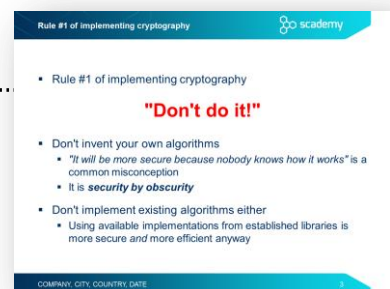 Rule #1 of implementing cryptography
scademy
▪ Rule #1 of implementing cryptography
"Don't do it!"
▪ Don't invent your own algorithms
▪ "It will be more secure because nobody knows how it works" is a
common misconception
▪ It is security by obscurity
▪ Don't implement existing algorithms either
▪ Using available implementations from established libraries is
more secure and more efficient anyway
COMPANY, CITY, COUNTRY, DATE
3